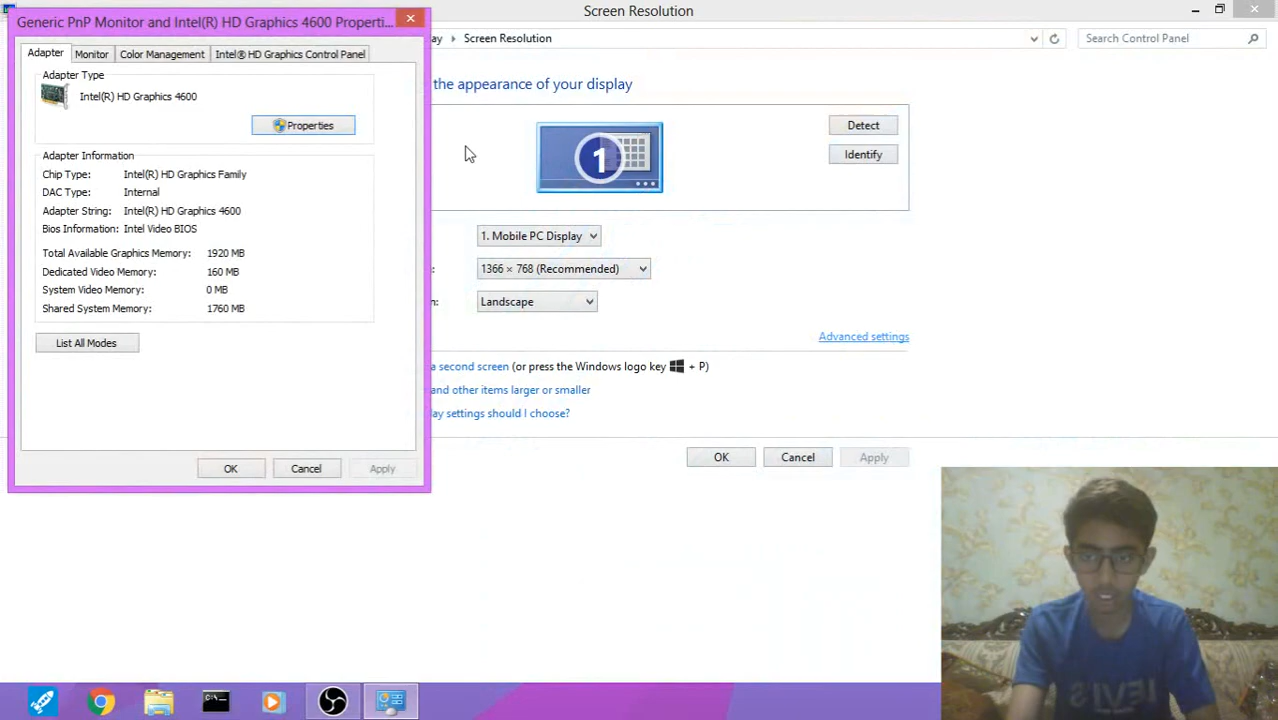 Generic PnP Monitor and Intel(R) HD Graphics 4600 Properti...
Screen Resolution
Adapter
Monitor
Color Management
Intel® HD Graphics Control Panel
ay
Screen Resolution
Search Control Panel
Adapter Type
Intel(R) HD Graphics 4600
Properties
the appearance of your display
1
Detect
Identify
Adapter Information
Chip Type: Intel(R) HD Graphics Family
DAC Type: Internal
Adapter String: Intel(R) HD Graphics 4600
Bios Information: Intel Video BIOS
Total Available Graphics Memory: 1920 MB
Dedicated Video Memory: 160 MB
System Video Memory: 0 MB
Shared System Memory: 1760 MB
List All Modes
OK
Cancel
Apply
1. Mobile PC Display
: 1366 × 768 (Recommended)
n: Landscape
Advanced settings
a second screen (or press the Windows logo key + P)
and other items larger or smaller
lay settings should I choose?
OK
Cancel
Apply
LEVI'S